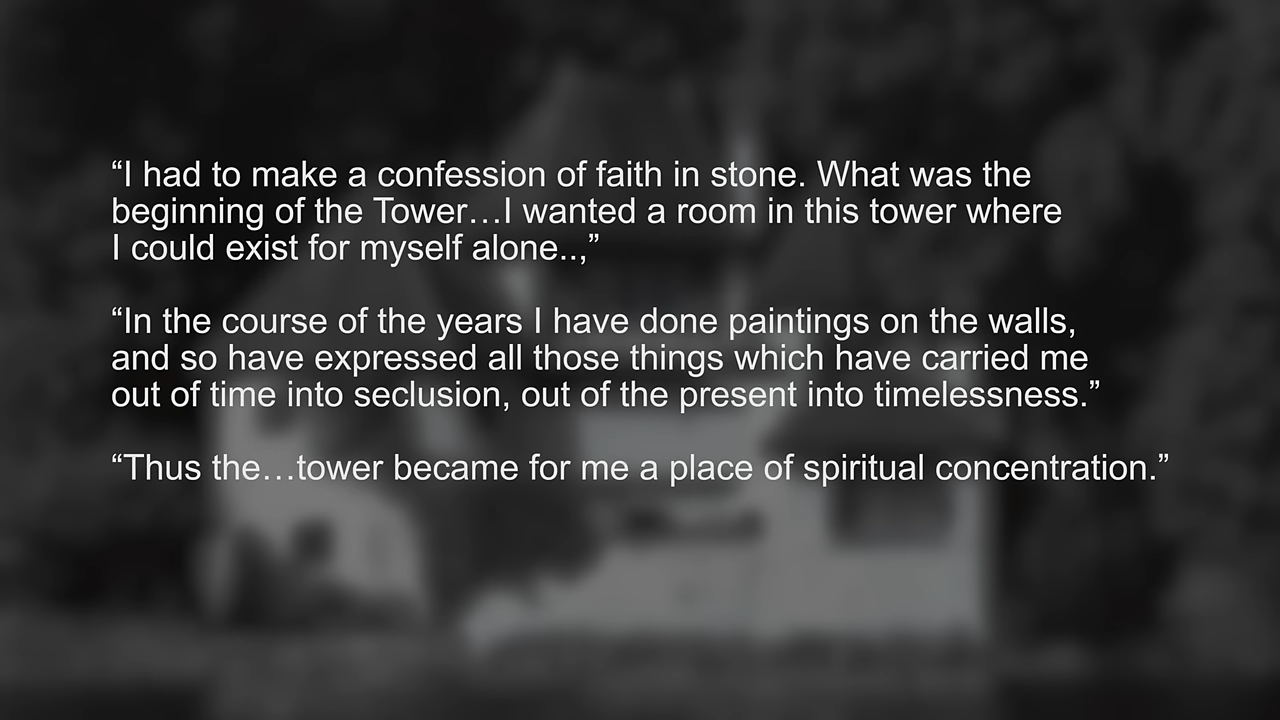 “I had to make a confession of faith in stone. What was the
beginning of the Tower…I wanted a room in this tower where
I could exist for myself alone..,”
“In the course of the years I have done paintings on the walls,
and so have expressed all those things which have carried me
out of time into seclusion, out of the present into timelessness.”
“Thus the…tower became for me a place of spiritual concentration.”